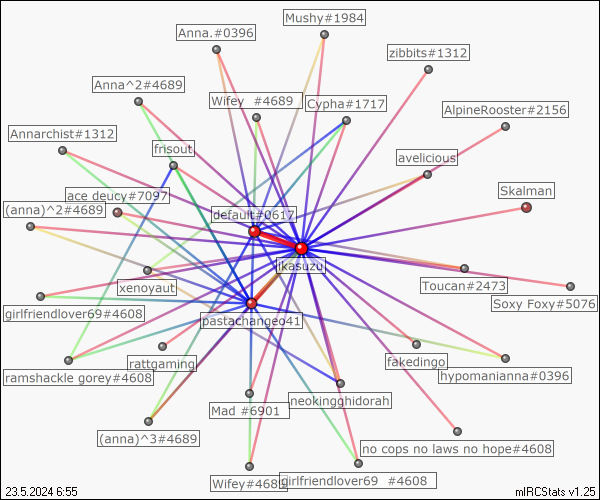 Mushy#1984
Anna.#0396
zibbits#1312
Anna^2#4689
Wifey #4689
Cypha#1717
AlpineRooster#2156
Annarchist#1312
frisout
avelicious
ace deucy#7097
Skalman
(anna)^2#4689
default#0617
ikasuzu
xenoyaut
Toucan#2473
Soxy Foxy#5076
girlfriendlover69#4608
pastachangeo41
rattgaming
fakedingo
ramshackle gorey#4608
hypomanianna#0396
neokingghidorah
Mad #6901
(anna)^3#4689
no cops no laws no hope#4608
Wifey#4689
girlfriendlover69 #4608
23.5.2024 6:55
mIRCStats v1.25